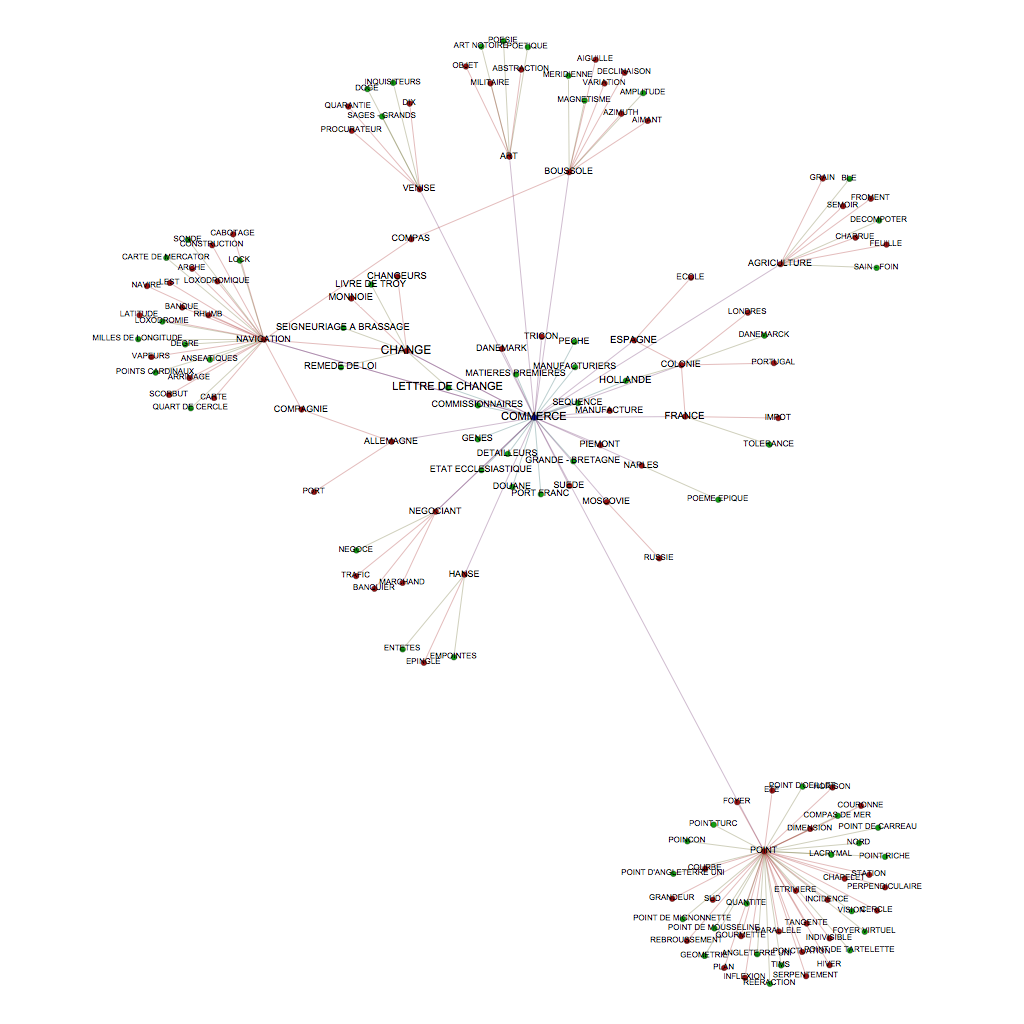 POESIE
ART NOTOIRE
POETIQUE
OBJET
ABSTRACTION
MILITAIRE
ART
AIGUILLE
MERIDIENNE
DECLINAISON
VARIATION
AMPLITUDE
MAGNETISME
AZIMUTH
AIMANT
BOUSSOLE
INQUISITEURS
DOGE
QUARANTIE
DIX
SAGES - GRANDS
PROCURATEUR
VENISE
GRAIN
BLE
FROMENT
SEMOIR
DECOMPOTER
CHARRUE
FEUILLE
AGRICULTURE
SAIN - FOIN
COMPAS
CABOTAGE
SONDE
CONSTRUCTION
CARTE DE MERCATOR
LOCK
ARCHE
NAVIRE
LEST
LOXODROMIQUE
BANQUE
LATITUDE
RHUMB
LOXODROMIE
MILLES DE LONGITUDE
DEGRE
NAVIGATION
VAPEURS
ANSEATIQUES
POINTS CARDINAUX
ARRIMAGE
SCORBUT
CARTE
QUART DE CERCLE
CHANGEURS
LIVRE DE TROY
MONNOIE
SEIGNEURIAGE A BRASSAGE
CHANGE
REMEDE DE LOI
LETTRE DE CHANGE
COMMISSIONNAIRES
ECOLE
LONDRES
DANEMARCK
ESPAGNE
COLONIE
PORTUGAL
HOLLANDE
FRANCE
IMPOT
TOLERANCE
DANEMARK
TRIGON
PECHE
MATIERES PREMIERES
MANUFACTURIERS
SEQUENCE
MANUFACTURE
COMMERCE
COMPAGNIE
ALLEMAGNE
PORT
GENES
DETAILLEURS
ETAT ECCLESIASTIQUE
DOUANE
PORT FRANC
SUEDE
PIEMONT
GRANDE - BRETAGNE
NAPLES
POEME EPIQUE
MOSCOVIE
RUSSIE
NEGOCIANT
NEGOCE
TRAFIC
BANQUIER
MARCHAND
HANSE
ENTETES
EPINGLE
EMPOINTES
FOYER
POINT D'OEILLET
HORISON
COURONNE
COMPAS DE MER
POINT TURC
DIMENSION
POINT DE CARREAU
POINCON
NORD
POINT
LACRYMAL
POINT RICHE
COURBE
POINT D'ANGLETERRE UNI
STATION
CHAPELET
PERPENDICULAIRE
ETRIVIERE
GRANDEUR
SUD
QUANTITE
INCIDENCE
VISION
CERCLE
POINT DE MIGNONNETTE
TANGENTE
POINT DE MOUSSELINE
PARALLELE
FOYER VIRTUEL
GOURMETTE
INDIVISIBLE
REBROUSSEMENT
GEOMETRIE
ANGLETERRE UNI
PONCTUATION
POINT DE TARTELETTE
PLAN
TIMS
HIVER
INFLEXION
SERPENTEMENT
REFRACTION